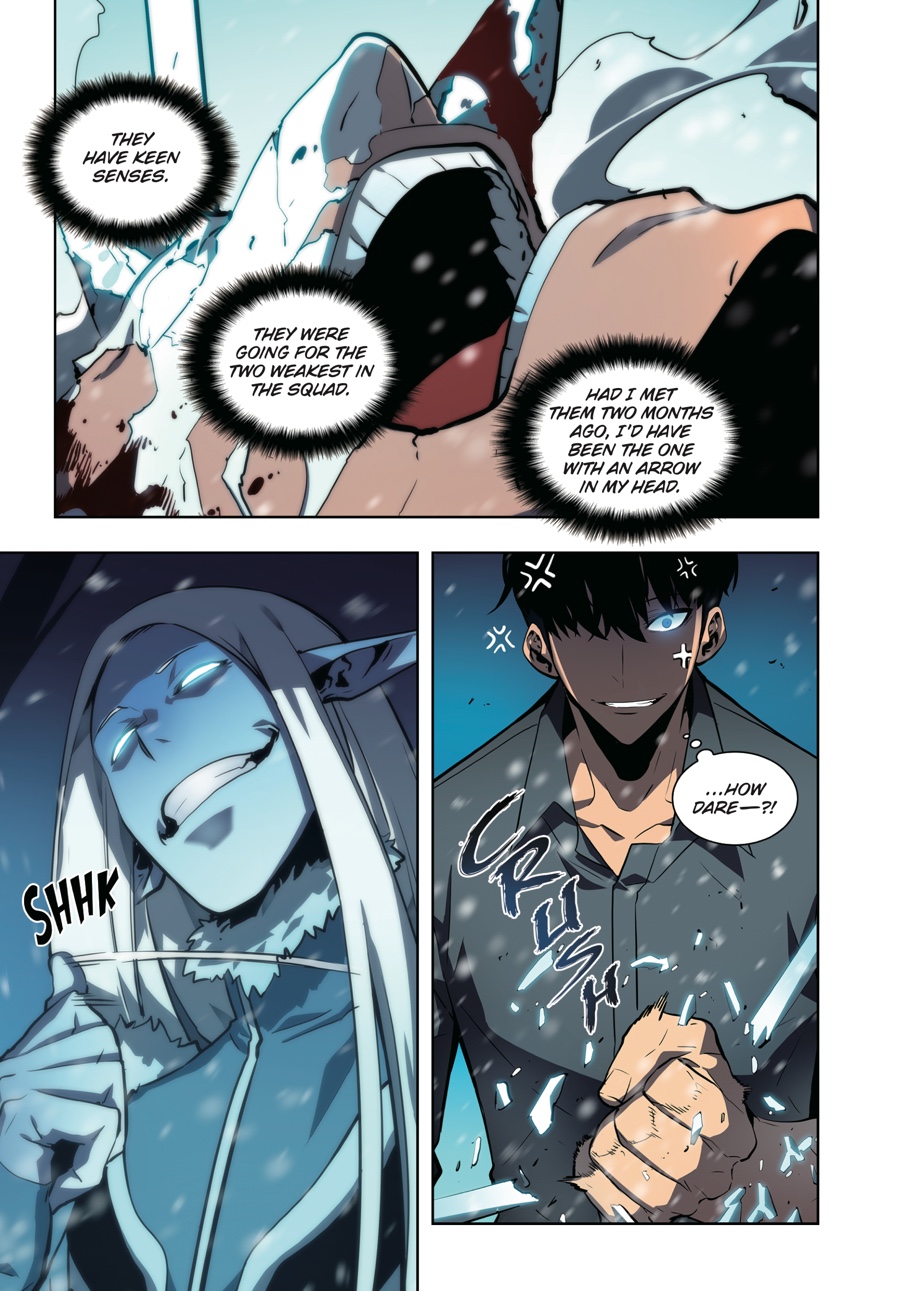 THEY
HAVE KEEN
SENSES.
THEY WERE
GOING FOR THE
TWO WEAKEST IN
THE SQUAD.
HAD I MET
THEM TWO MONTHS
AGO, I'D HAVE
BEEN THE ONE
WITH AN ARROW
IN MY HEAD.
SHHK
...HOW
DARE—?!
CRUSH